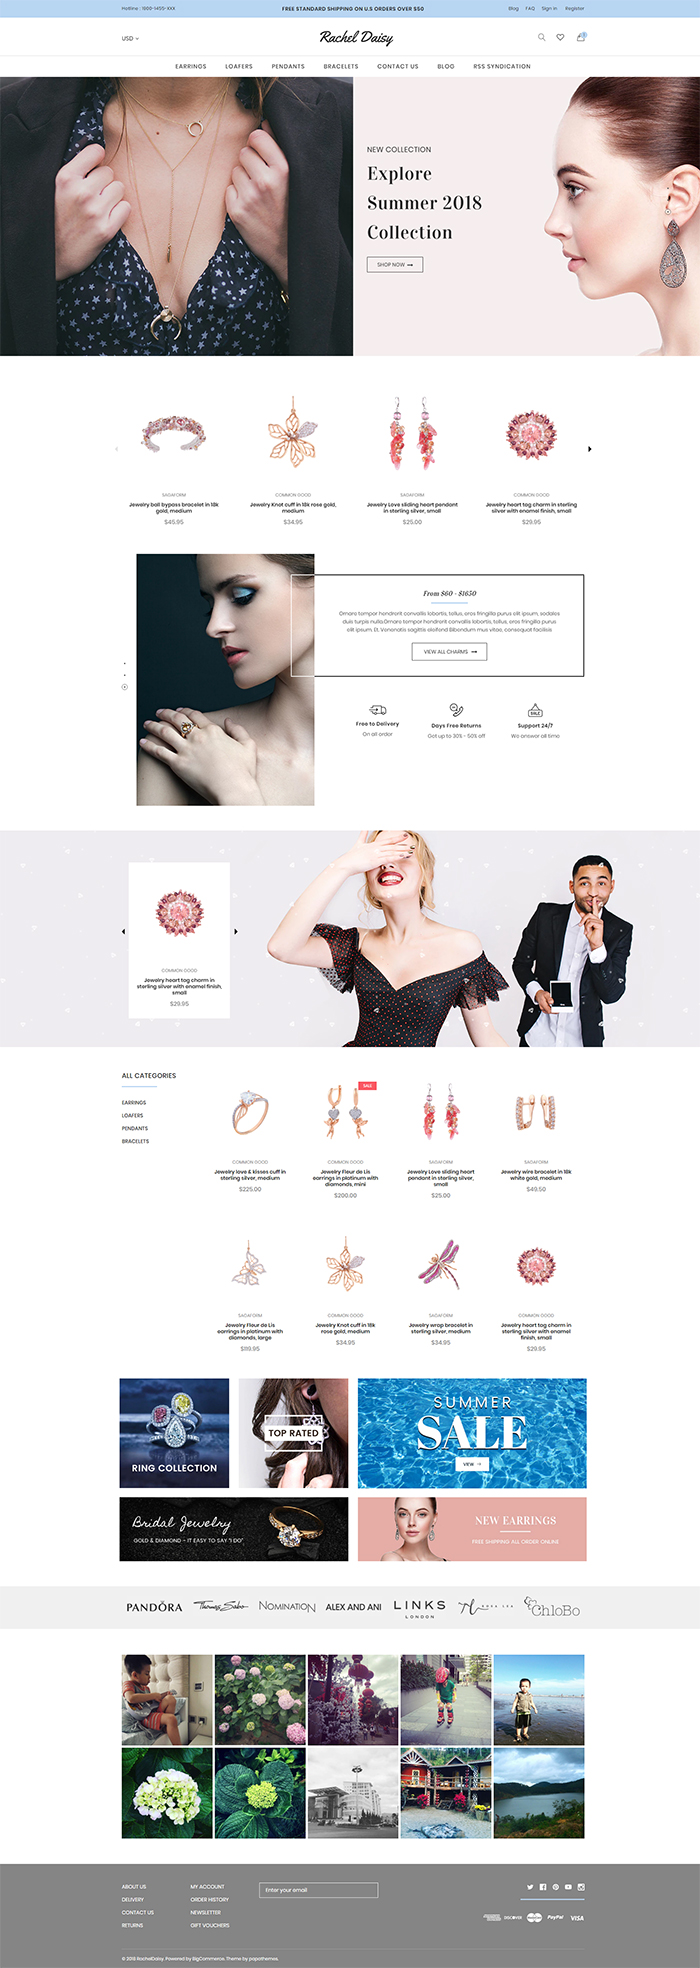 Hotline : 1900-1455-XXX
FREE STANDARD SHIPPING ON U.S ORDERS OVER $50
Blog FAQ Sign in Register
USD
Rachel Daisy
EARRINGS LOAFERS PENDANTS BRACELETS CONTACT US BLOG RSS SYNDICATION
NEW COLLECTION
Explore
Summer 2018
Collection
SHOP NOW
SAGAFORM
Jewelry ball bypass bracelet in 18k
gold, medium
$45.95
COMMON GOOD
Jewelry Knot cuff in 18k rose gold,
medium
$34.95
SAGAFORM
Jewelry Love sliding heart pendant
in sterling silver, small
$25.00
COMMON GOOD
Jewelry heart tag charm in sterling
silver with enamel finish, small
$29.95
From $60 - $1650
Ornare tempor hendrerit convallis lobortis, tellus, eros fringilla purus elit ipsum, sodales
duis turpis nulla.Ornare tempor hendrerit convallis lobortis, tellus, eros fringilla purus
elit ipsum. Et. Venenatis sagittis eleifend Bibendum mus vitae, consequat facilisis
VIEW ALL CHARMS
Free to Delivery
On all order
Days Free Returns
Got up to 30% - 50% off
SALE
Support 24/7
We answer all time
COMMON GOOD
Jewelry heart tag charm in
sterling silver with enamel finish,
small
$29.95
ALL CATEGORIES
EARRINGS
LOAFERS
PENDANTS
BRACELETS
COMMON GOOD
Jewelry love & kisses cuff in
sterling silver, medium
$225.00
SALE
COMMON GOOD
Jewelry Fleur de Lis
earrings in platinum with
diamonds, mini
$200.00
SAGAFORM
Jewelry Love sliding heart
pendant in sterling silver,
small
$25.00
SAGAFORM
Jewelry wire bracelet in 18k
white gold, medium
$49.50
SAGAFORM
Jewelry Fleur de Lis
earrings in platinum with
diamonds, large
$119.95
COMMON GOOD
Jewelry Knot cuff in 18k
rose gold, medium
$34.95
SAGAFORM
Jewelry wrap bracelet in
sterling silver, medium
$34.95
COMMON GOOD
Jewelry heart tag charm in
sterling silver with enamel
finish, small
$29.95
RING COLLECTION
TOP RATED
SUMMER
SALE
VIEW
Bridal Jewelry
GOLD & DIAMOND - IT EASY TO SAY "I DO"
NEW EARRINGS
FREE SHIPPING ALL ORDER ONLINE
PANDÖRA
Thomas Sabo
NOMINATION
ALEX AND ANI
LINKS
LONDON
ChloBo
ABOUT US
DELIVERY
CONTACT US
RETURNS
MY ACCOUNT
ORDER HISTORY
NEWSLETTER
GIFT VOUCHERS
Enter your email
DISCOVER PayPal VISA
© 2018 RachelDaisy. Powered by BigCommerce. Theme by papathemes.